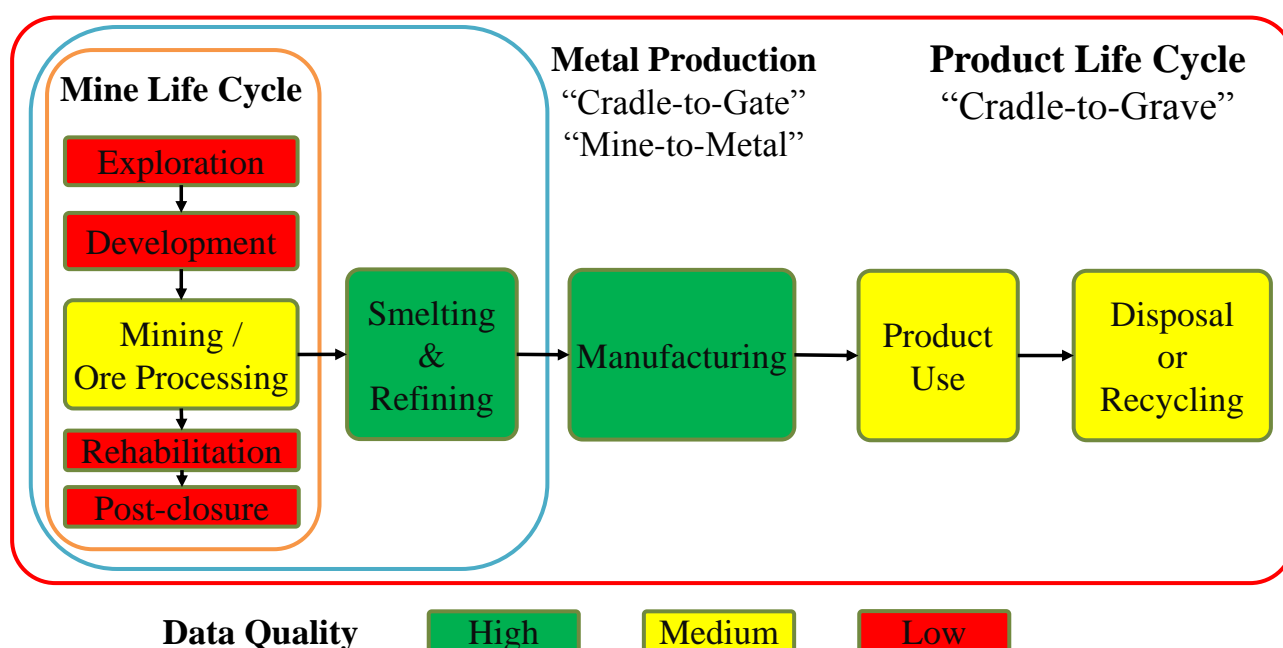 Mine Life Cycle
Exploration
Development
Mining /
Ore Processing
Rehabilitation
Post-closure
Smelting
&
Refining
Metal Production
“Cradle-to-Gate”
“Mine-to-Metal”
Manufacturing
Product Life Cycle
“Cradle-to-Grave”
Product
Use
Disposal
or
Recycling
Data Quality
High
Medium
Low